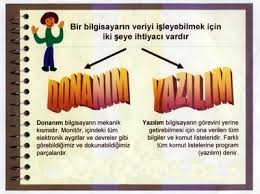 Bir bilgisayarın veriyi işleyebilmek için
iki şeye ihtiyacı vardır
DONANIM
YAZILIM
Donanım bilgisayarın mekanik
kısmıdır. Monitör, içindeki tüm
elektronik aygıtlar ve devreler gibi
görebildiğimiz ve dokunabildiğimiz
parçalardır.
Yazılım bilgisayarın görevini yerine
getirebilmesi için ona verilen tüm
bilgiler ve komut listeleridir. Farklı
tüm komut listelerine program
(yazılım) denir.